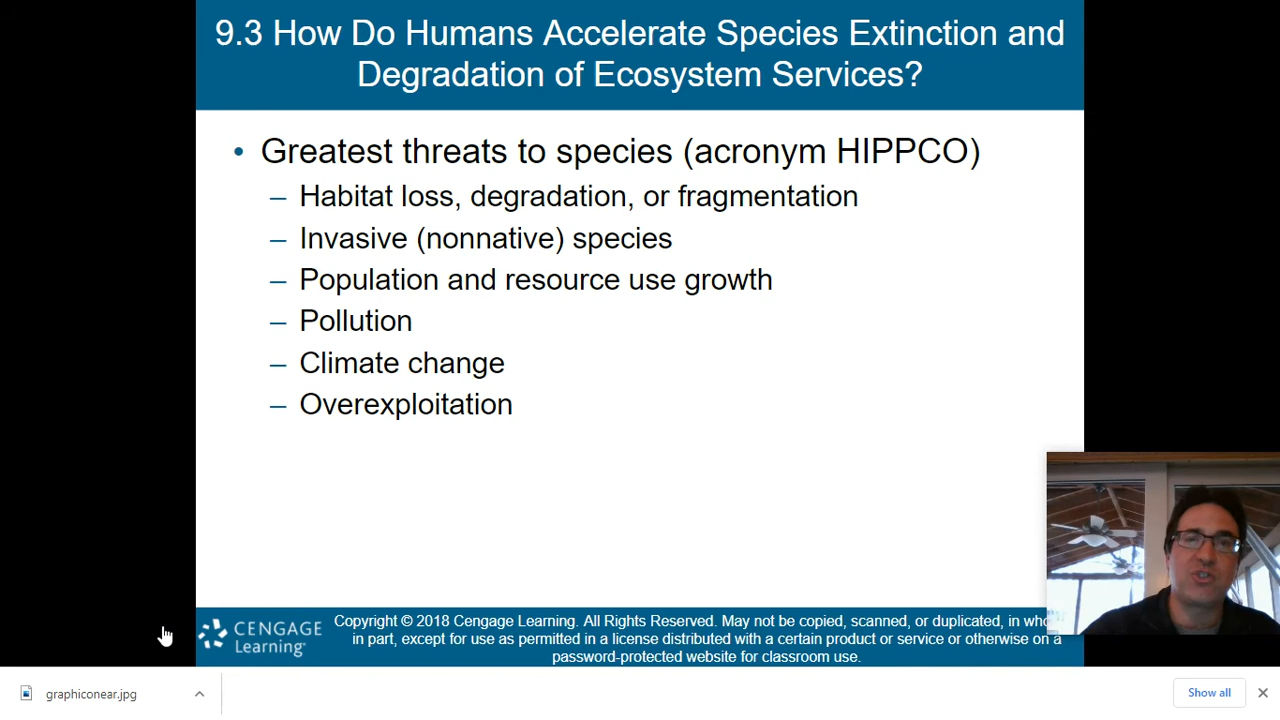 9.3 How Do Humans Accelerate Species Extinction and
Degradation of Ecosystem Services?
• Greatest threats to species (acronym HIPPCO)
– Habitat loss, degradation, or fragmentation
– Invasive (nonnative) species
– Population and resource use growth
– Pollution
– Climate change
– Overexploitation
CENGAGE
Learning™
Copyright © 2018 Cengage Learning. All Rights Reserved. May not be copied, scanned, or duplicated, in
in part, except for use as permitted in a license distributed with a certain product or service or otherwise on a
password-protected website for classroom use.
graphiconear.jpg
Show all